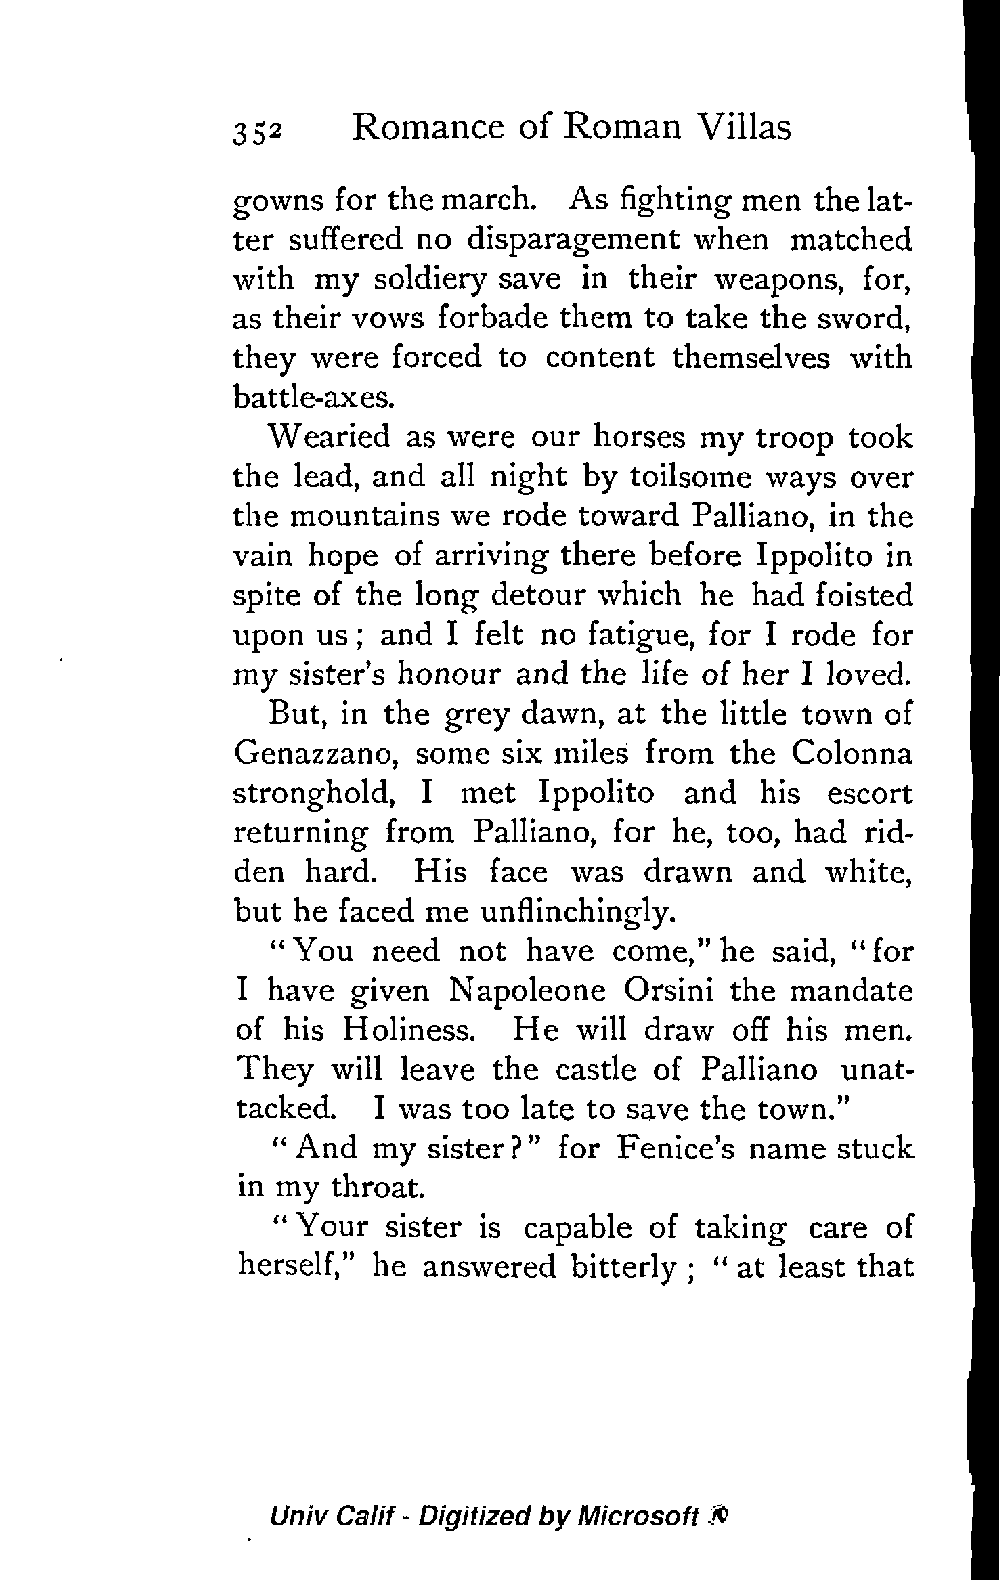 352 Romance of Roman Villas
gowns for the march. As fighting men the lat-
ter suffered no disparagement when matched
with my soldiery save in their weapons, for,
as their vows forbade them to take the sword,
they were forced to content themselves with
battle-axes.
Wearied as were our horses my troop took
the lead, and all night by toilsome ways over
the mountains we rode toward Palliano, in the
vain hope of arriving there before Ippolito in
spite of the long detour which he had foisted
upon us ; and I felt no fatigue, for I rode for
my sister's honour and the life of her I loved.
But, in the grey dawn, at the little town of
Genazzano, some six miles from the Colonna
stronghold, I met Ippolito and his escort
returning from Palliano, for he, too, had rid-
den hard. His face was drawn and white,
but he faced me unflinchingly.
"You need not have come," he said, "for
I have given Napoleone Orsini the mandate
of his Holiness. He will draw off his men.
They will leave the castle of Palliano unat-
tacked. I was too late to save the town."
"And my sister?" for Fenice's name stuck
in my throat.
"Your sister is capable of taking care of
herself," he answered bitterly ; "at least that
Univ Calif - Digitized by Microsoft ®